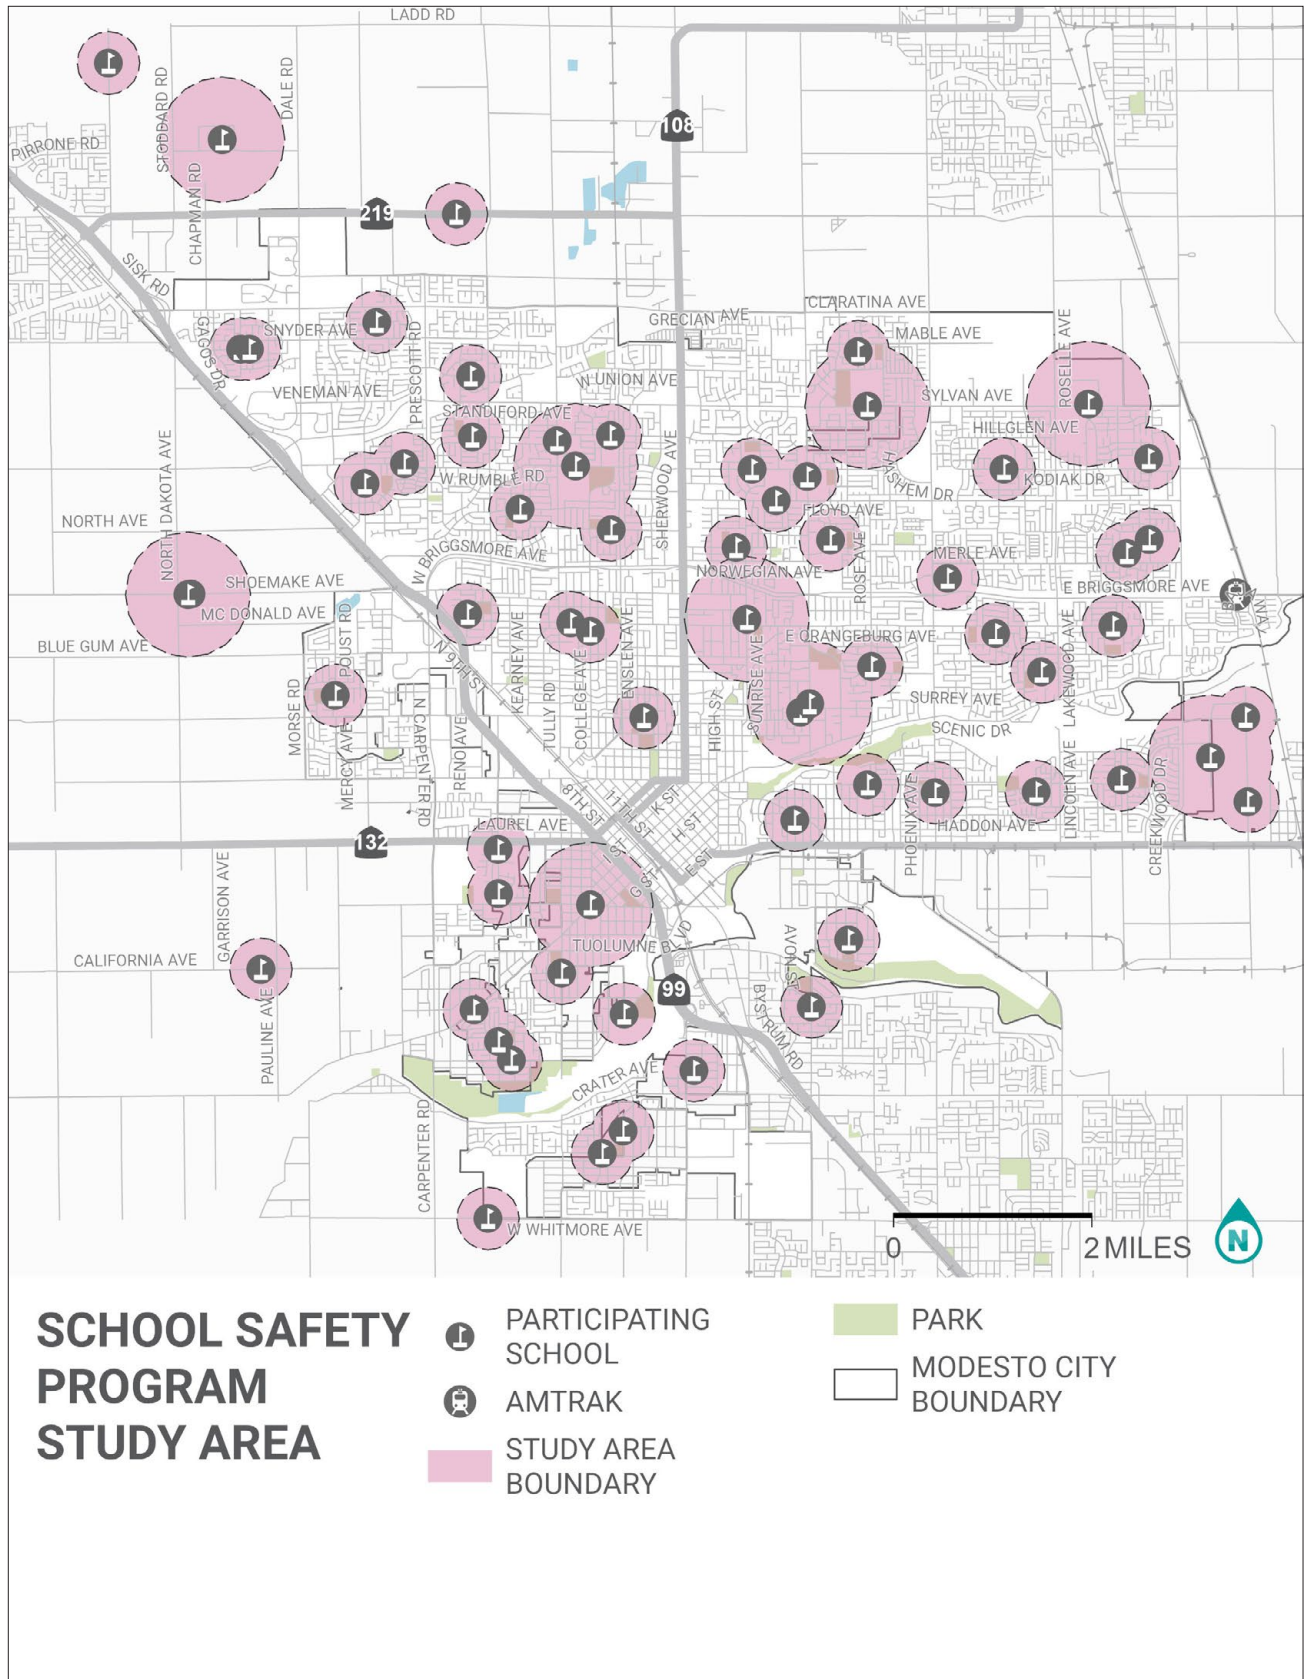 LADD RD
STODDARD RD
DALE RD
108
PIRRONE RD
CHAPMAN RD
219
SISK RD
CLARATINA AVE
GRECIAN AVE
SNYDER AVE
MABLE AVE
GAGOS DR
PRESCOTT RD
ROSELLE AVE
W UNION AVE
VENEMAN AVE
SYLVAN AVE
STANDIFORD AVE
HILLGLEN AVE
NORTH DAKOTA AVE
SHERWOOD AVE
W RUMBLE RD
HASHEM DR
KODIAK DR
FLOYD AVE
NORTH AVE
W BRIGGSMORE AVE
MERLE AVE
NORWEGIAN AVE
ROSE AVE
SHOEMAKE AVE
E BRIGGSMORE AVE
MC DONALD AVE
POUST RD
E ORANGEBURG AVE
BLUE GUM AVE
N 9TH ST
KEARNEY AVE
ENSLEN AVE
SUNRISE AVE
LAKEWOOD AVE
MORSE RD
TULLY RD
COLLEGE AVE
HIGH ST
SURREY AVE
N CARPENTER RD
RENO AVE
SCENIC DR
MERCY AVE
8TH ST
11TH ST
K ST
H ST
PHOENIX AVE
LINCOLN AVE
CREEKWOOD DR
LAUREL AVE
HADDON AVE
132
I ST
E ST
G ST
GARRISON AVE
TUOLUMNE BLVD
AVON ST
CALIFORNIA AVE
99
BYSTRUM RD
PAULINE AVE
CRATER AVE
CARPENTER RD
W WHITMORE AVE
0 2 MILES
N
SCHOOL SAFETY
PROGRAM
STUDY AREA
PARTICIPATING
SCHOOL
AMTRAK
STUDY AREA
BOUNDARY
PARK
MODESTO CITY
BOUNDARY